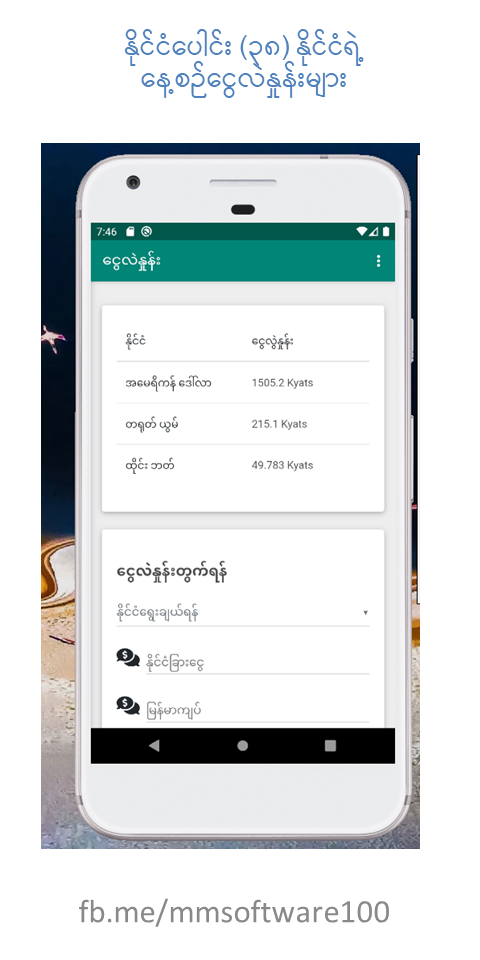 နိုင်ငံပေါင်း (၃၈) နိုင်ငံရဲ့
နေ့စဉ်ငွေလဲနှုန်းများ
7:46
ငွေလဲနှုန်း
နိုင်ငံ ငွေလွဲနှုန်း
အမေရိကန် ဒေါ်လာ 1505.2 Kyats
တရုတ် ယွမ် 215.1 Kyats
ထိုင်း ဘတ် 49.783 Kyats
ငွေလဲနှုန်းတွက်ရန်
နိုင်ငံရွေးချယ်ရန်
နိုင်ငံခြားငွေ
မြန်မာကျပ်
fb.me/mmsoftware100